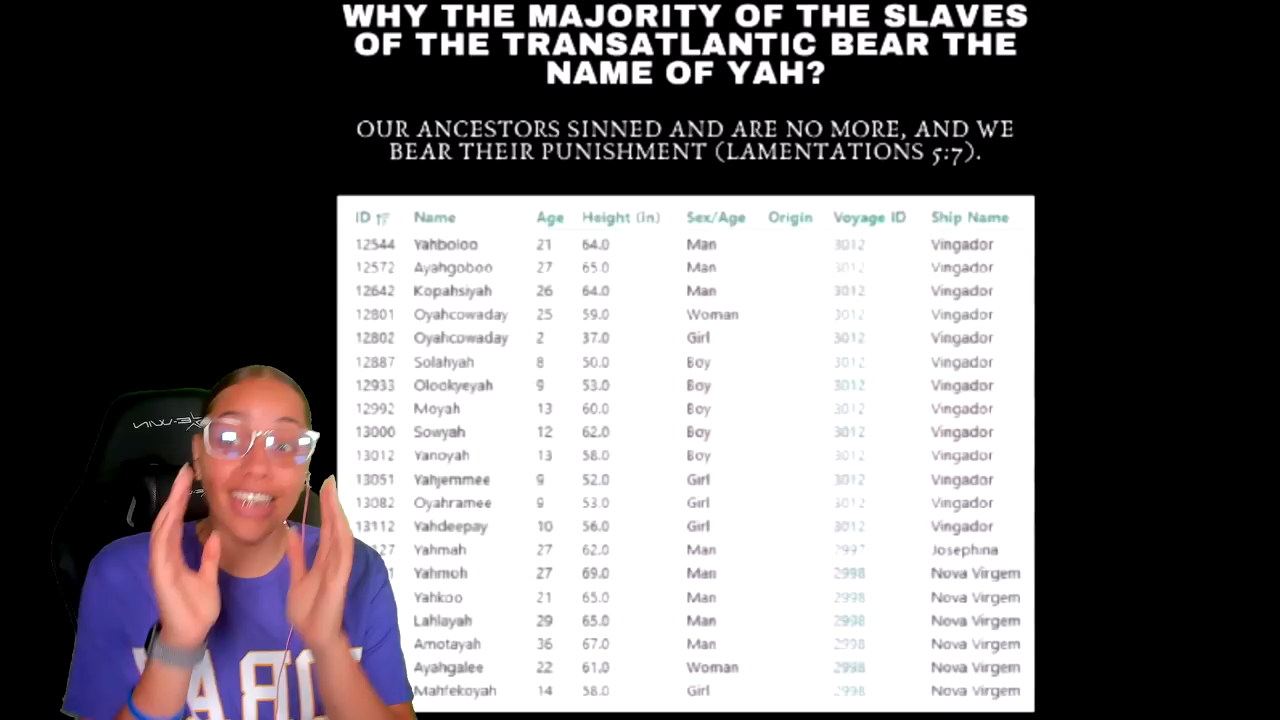 WHY THE MAJORITY OF THE SLAVES
OF THE TRANSATLANTIC BEAR THE
NAME OF YAH?
OUR ANCESTORS SINNED AND ARE NO MORE, AND WE
BEAR THEIR PUNISHMENT (LAMENTATIONS 5:7).
ID Name Age Height (in) Sex/Age Origin Voyage ID Ship Name
12544 Yahboloo 21 64.0 Man 3012 Vingador
12572 Ayahgoboo 27 65.0 Man 3012 Vingador
12642 Kopahsiyah 26 64.0 Man 3012 Vingador
12801 Oyahcowaday 25 59.0 Woman 3012 Vingador
12802 Oyahcowaday 2 37.0 Girl 3012 Vingador
12887 Solahyah 8 50.0 Boy 3012 Vingador
12933 Olookyeyah 9 53.0 Boy 3012 Vingador
12992 Moyah 13 60.0 Boy 3012 Vingador
13000 Sowyah 12 62.0 Boy 3012 Vingador
13012 Yanoyah 13 58.0 Boy 3012 Vingador
13051 Yahjemmee 9 52.0 Girl 3012 Vingador
13082 Oyahramee 9 53.0 Girl 3012 Vingador
13112 Yahdeepay 10 56.0 Girl 3012 Vingador
127 Yahmah 27 62.0 Man 2997 Josephina
Yahmoh 27 69.0 Man 2998 Nova Virgem
Yahkoo 21 65.0 Man 2998 Nova Virgem
Lahlayah 29 65.0 Man 2998 Nova Virgem
Amotayah 36 67.0 Man 2998 Nova Virgem
Ayahgalee 22 61.0 Woman 2998 Nova Virgem
Mahfekoyah 14 58.0 Girl 2998 Nova Virgem